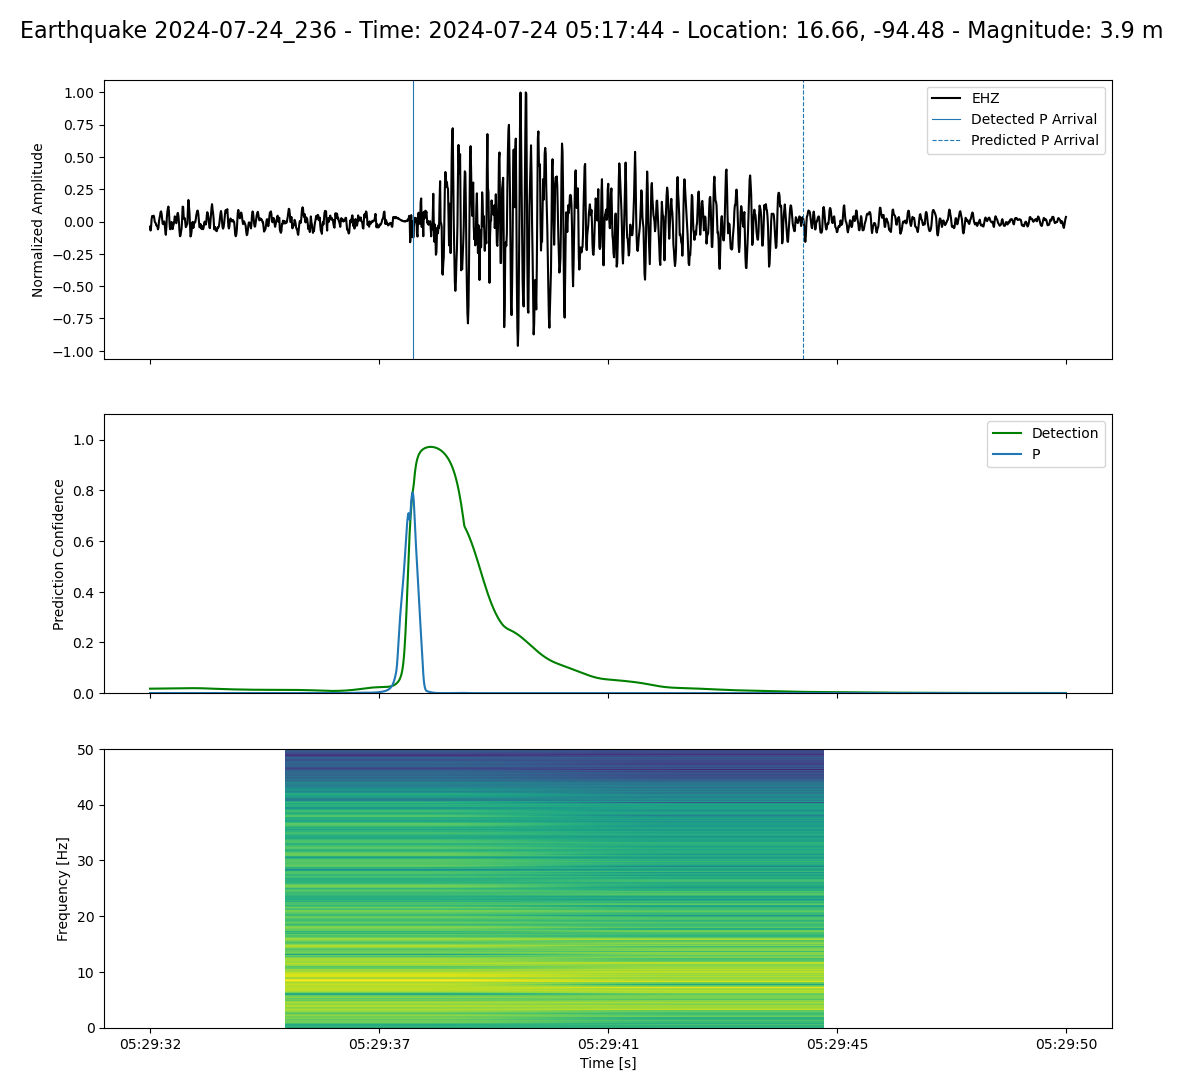 Earthquake 2024-07-24_236 - Time: 2024-07-24 05:17:44 - Location: 16.66, -94.48 - Magnitude: 3.9 m
Normalized Amplitude
1.00
0.75
0.50
0.25
0.00
−0.25
−0.50
−0.75
−1.00
EHZ
Detected P Arrival
Predicted P Arrival
Prediction Confidence
1.0
0.8
0.6
0.4
0.2
0.0
Detection
P
Frequency [Hz]
50
40
30
20
10
0
05:29:32 05:29:37 05:29:41 05:29:45 05:29:50
Time [s]